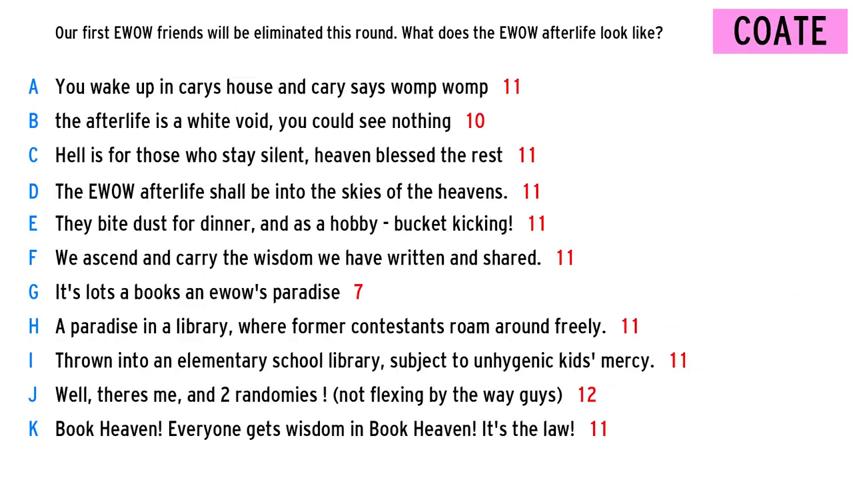 Our first EWOW friends will be eliminated this round. What does the EWOW afterlife look like?
COATE
A You wake up in carys house and cary says womp womp 11
B the afterlife is a white void, you could see nothing 10
C Hell is for those who stay silent, heaven blessed the rest 11
D The EWOW afterlife shall be into the skies of the heavens. 11
E They bite dust for dinner, and as a hobby - bucket kicking! 11
F We ascend and carry the wisdom we have written and shared. 11
G It's lots a books an ewow's paradise 7
H A paradise in a library, where former contestants roam around freely. 11
I Thrown into an elementary school library, subject to unhygenic kids' mercy. 11
J Well, theres me, and 2 randomies ! (not flexing by the way guys) 12
K Book Heaven! Everyone gets wisdom in Book Heaven! It's the law! 11